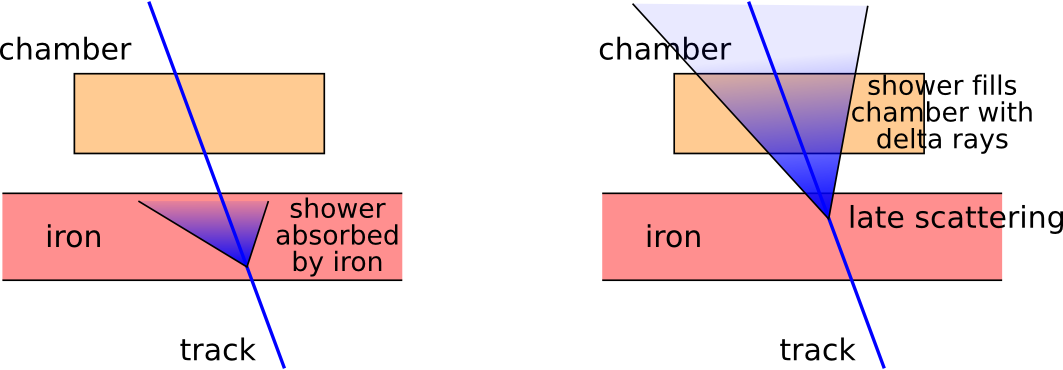 chamber
shower
absorbed
by iron
iron
track
chamber
shower fills
chamber with
delta rays
late scattering
iron
track